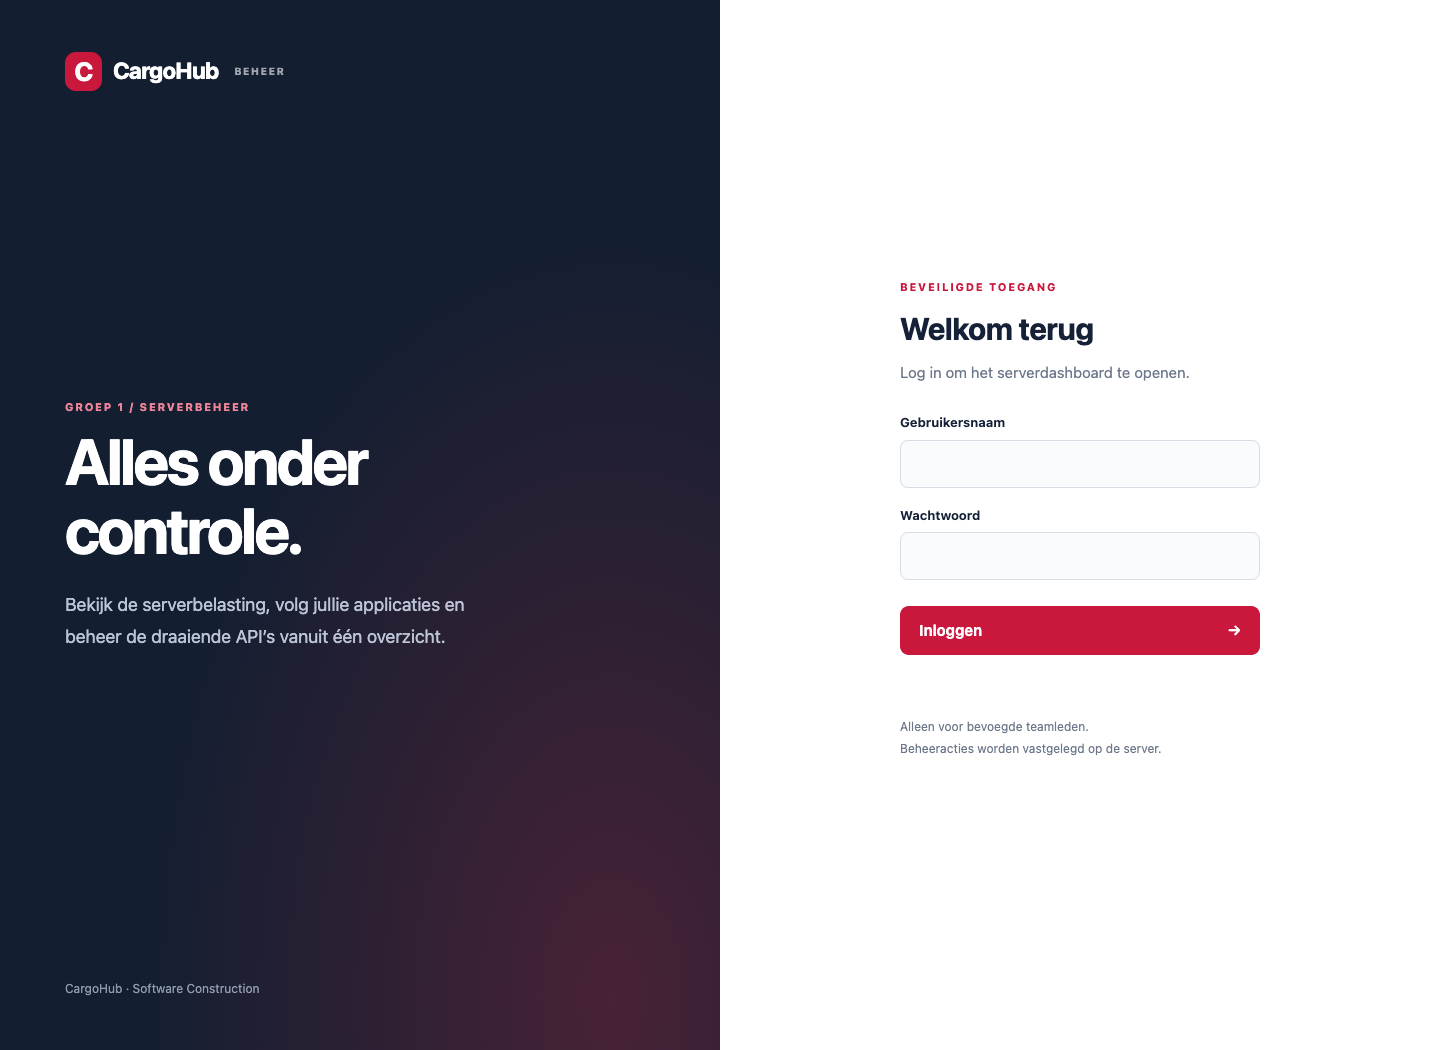 C CargoHub BEHEER
GROEP 1 / SERVERBEHEER
Alles onder
controle.
Bekijk de serverbelasting, volg jullie applicaties en
beheer de draaiende API’s vanuit één overzicht.
CargoHub · Software Construction
BEVEILIGDE TOEGANG
Welkom terug
Log in om het serverdashboard te openen.
Gebruikersnaam
Wachtwoord
Inloggen →
Alleen voor bevoegde teamleden.
Beheeracties worden vastgelegd op de server.